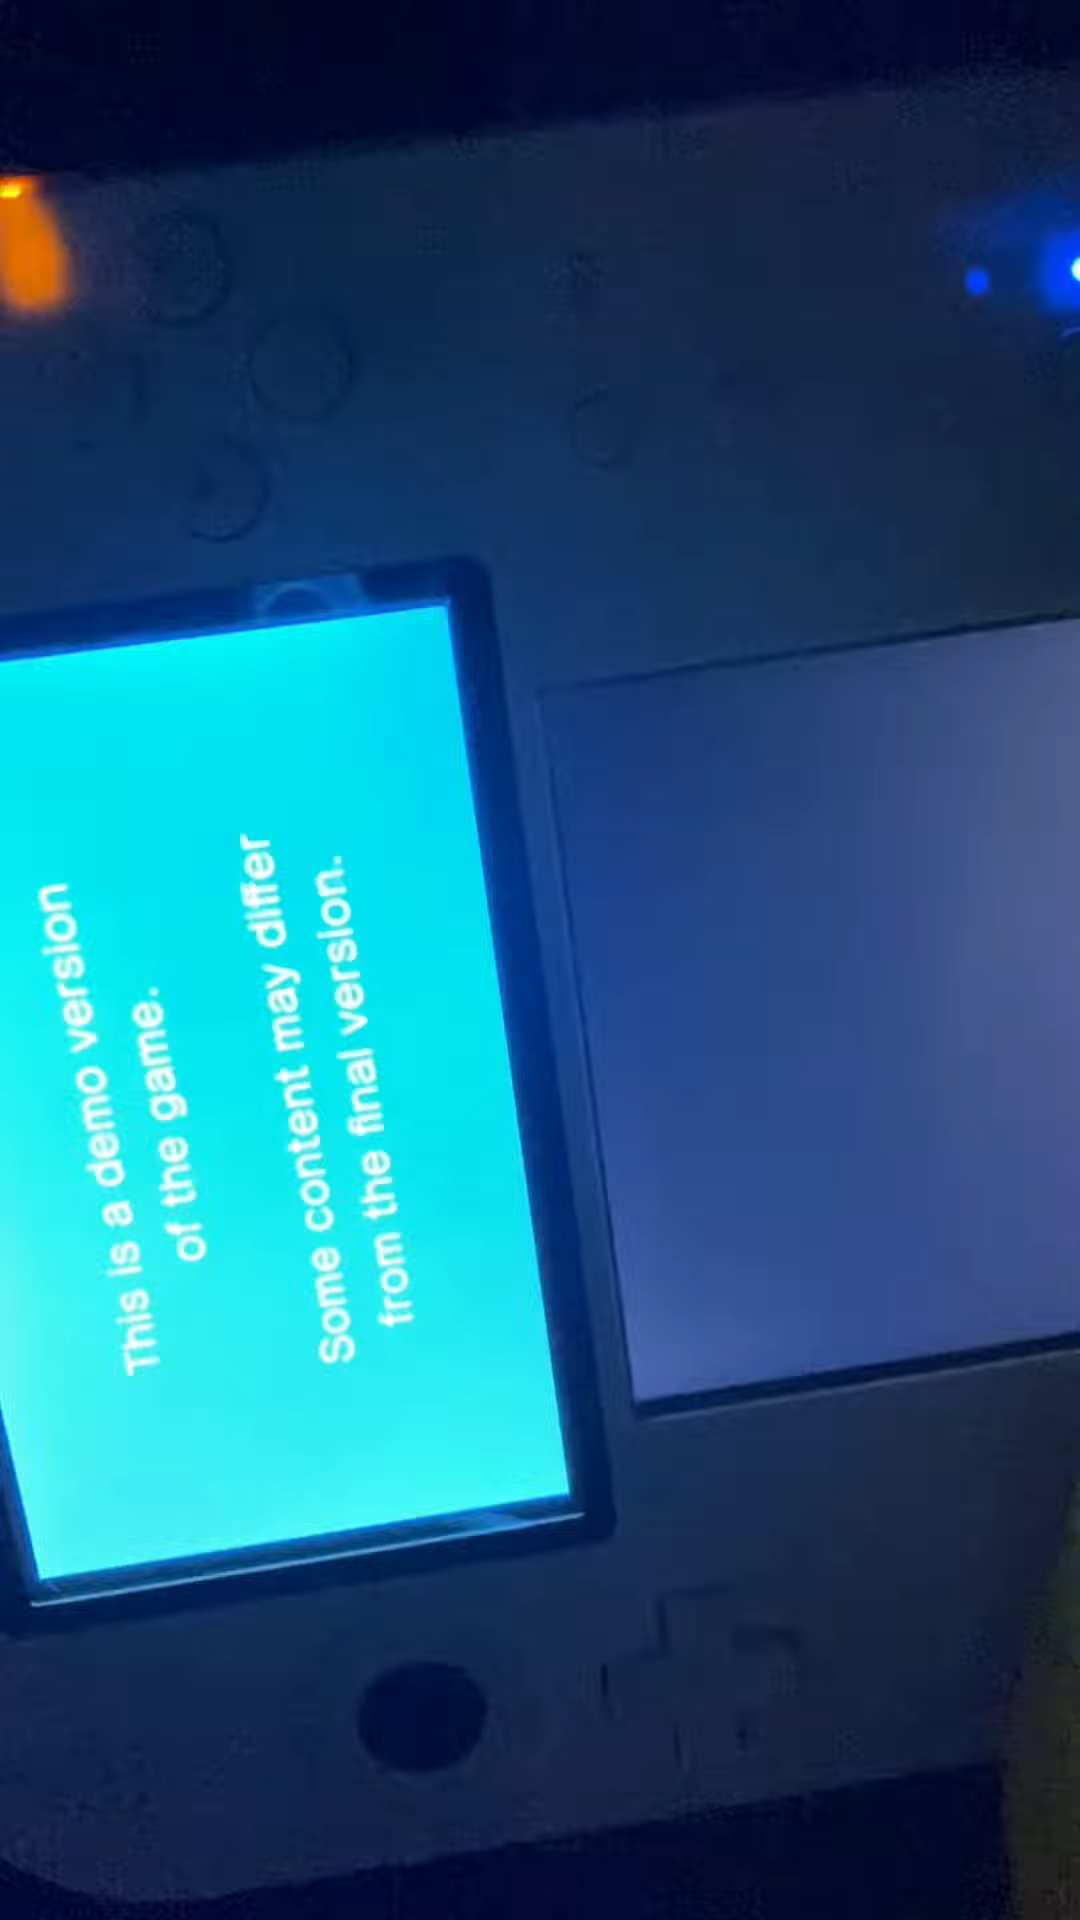 This is a demo version
of the game.
Some content may differ
from the final version.